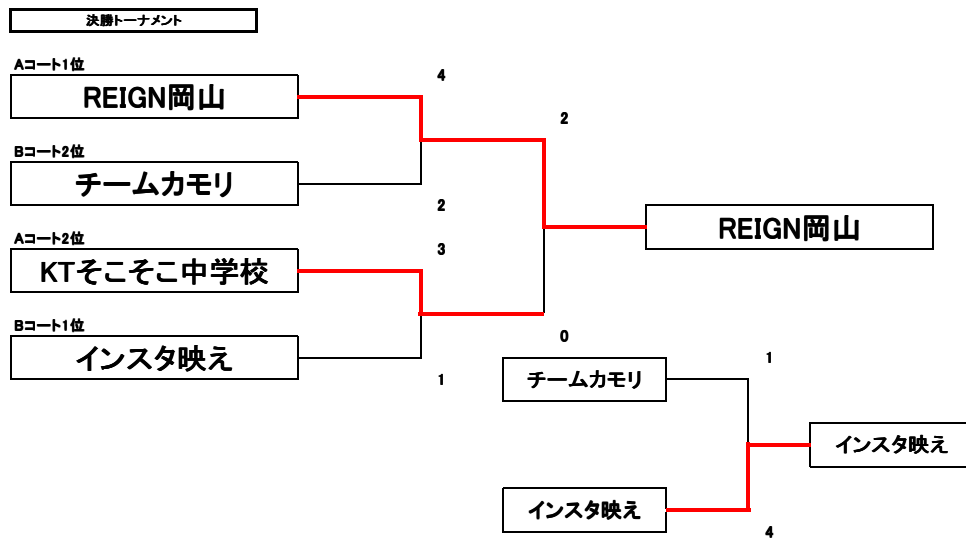 決勝トーナメント
Aコート1位
4
REIGN岡山
2
Bコート2位
チームカモリ
2
Aコート2位
3
REIGN岡山
KTそこそこ中学校
Bコート1位
0
インスタ映え
1
1
チームカモリ
インスタ映え
インスタ映え
4